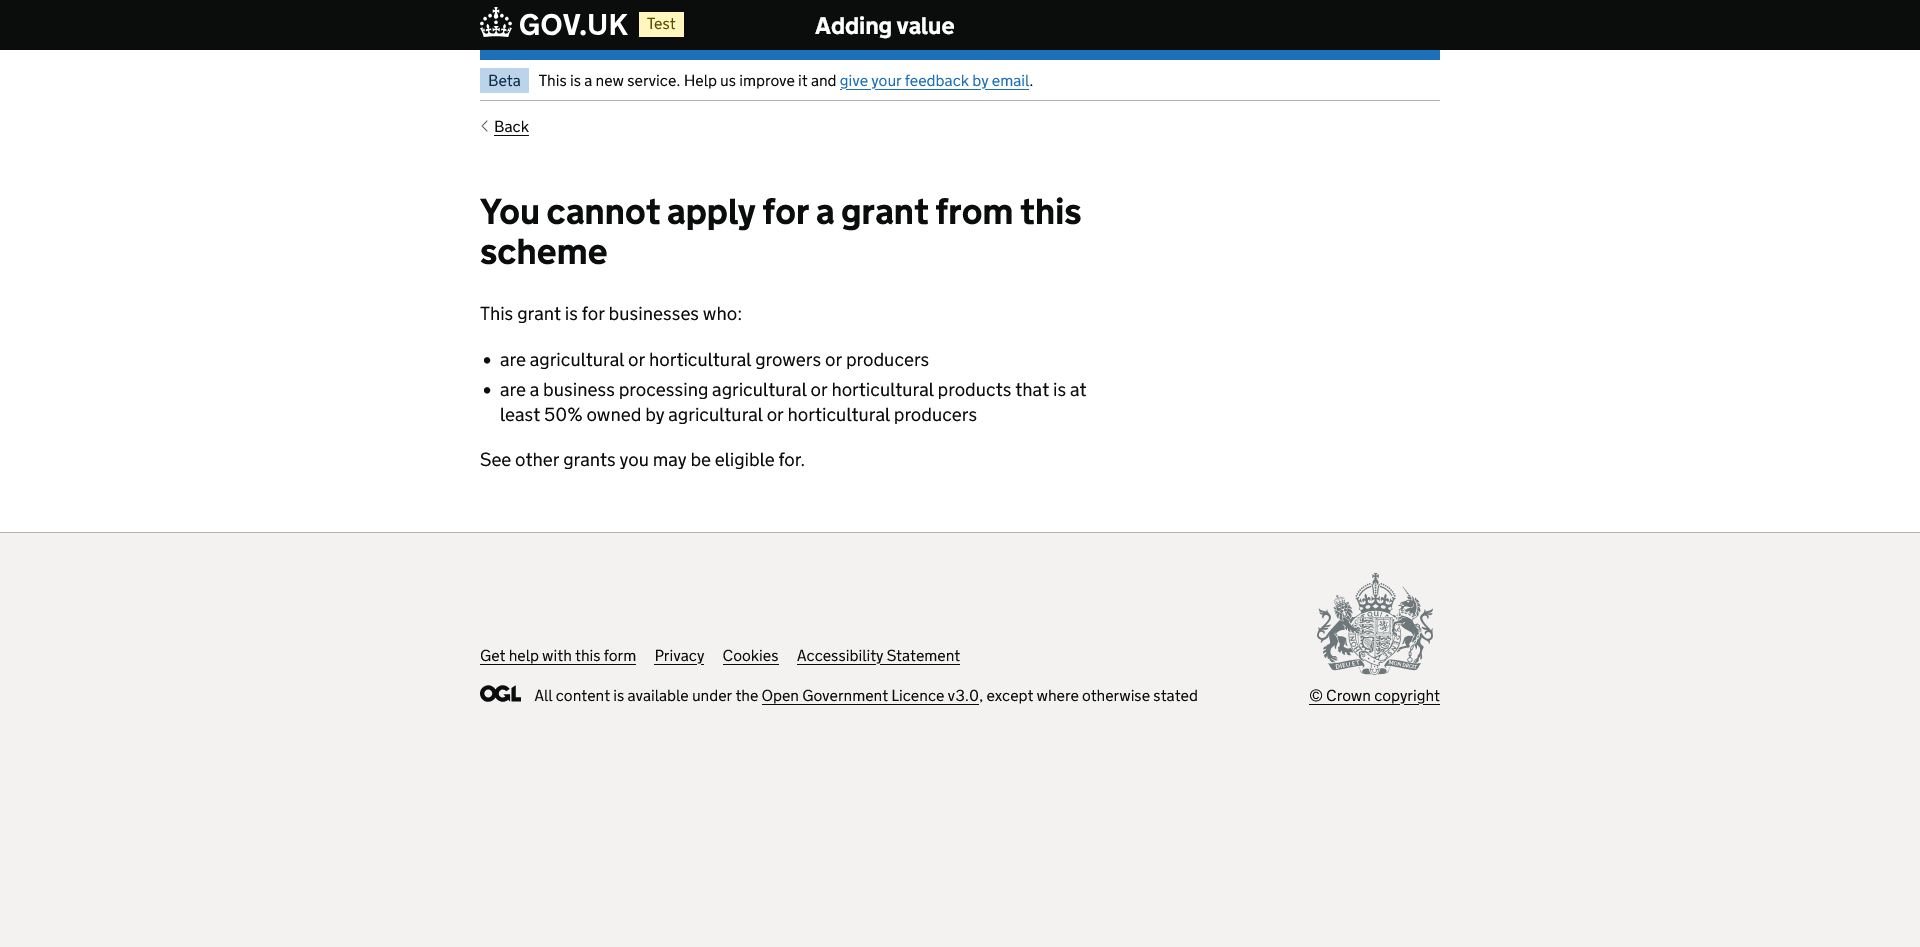 GOV.UK Test Adding value
Beta This is a new service. Help us improve it and give your feedback by email.
Back
You cannot apply for a grant from this
scheme
This grant is for businesses who:
• are agricultural or horticultural growers or producers
• are a business processing agricultural or horticultural products that is at
least 50% owned by agricultural or horticultural producers
See other grants you may be eligible for.
Get help with this form Privacy Cookies Accessibility Statement
OGL All content is available under the Open Government Licence v3.0, except where otherwise stated
© Crown copyright